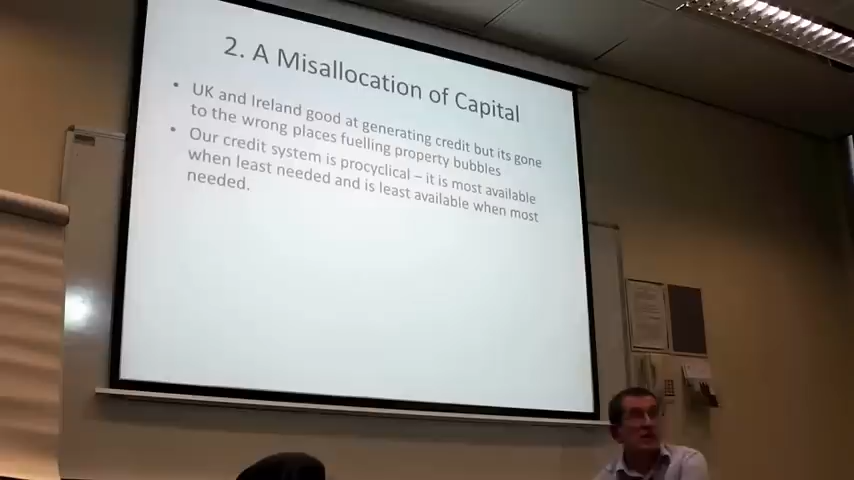 2. A Misallocation of Capital
• UK and Ireland good at generating credit but its gone
to the wrong places fuelling property bubbles
• Our credit system is procyclical – it is most available
when least needed and is least available when most
needed.